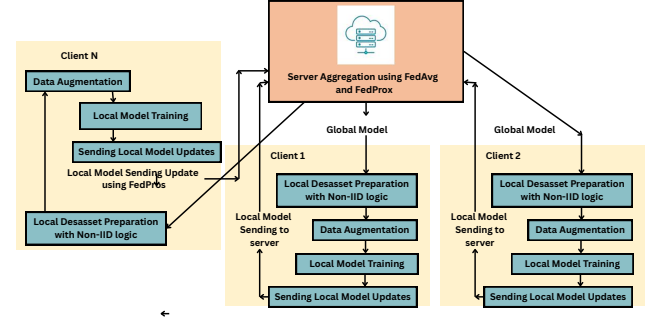 Server Aggregation using FedAvg
and FedProx
Client N
Data Augmentation
Local Model Training
Sending Local Model Updates
Local Model Sending Update
using FedPros
Local Desasset Preparation
with Non-IID logic
Global Model
Client 1
Local Desasset Preparation
with Non-IID logic
Data Augmentation
Local Model Training
Sending Local Model Updates
Local Model
Sending to
server
Global Model
Client 2
Local Desasset Preparation
with Non-IID logic
Data Augmentation
Local Model Training
Sending Local Model Updates
Local Model
Sending to
server